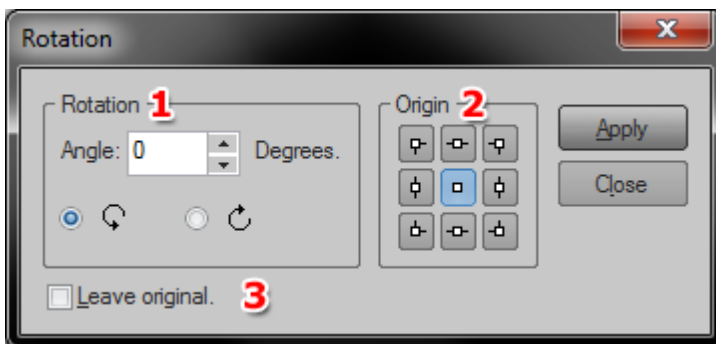 Rotation
Rotation 1
Origin 2
Angle: 0 Degrees.
Apply
Close
Leave original. 3